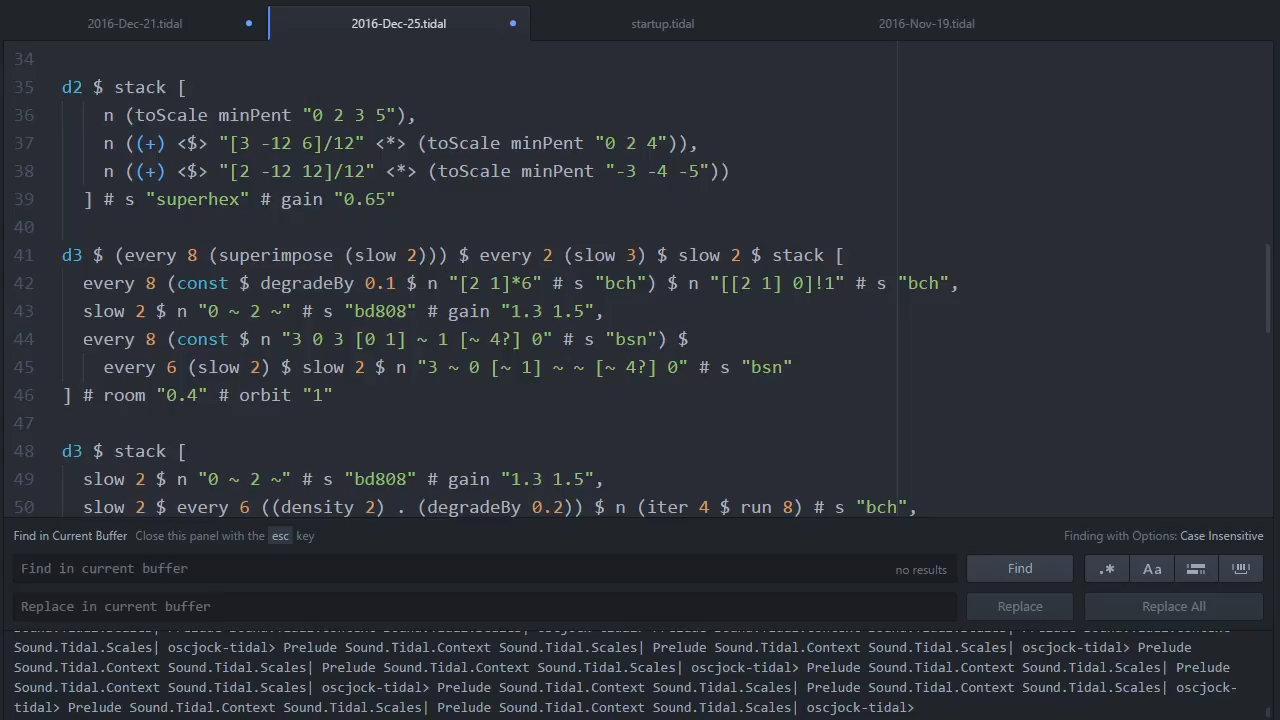 2016-Dec-21.tidal 2016-Dec-25.tidal startup.tidal 2016-Nov-19.tidal
34
35 d2 $ stack [
36 n (toScale minPent "0 2 3 5"),
37 n ((+) <$> "[3 -12 6]/12" <*> (toScale minPent "0 2 4")),
38 n ((+) <$> "[2 -12 12]/12" <*> (toScale minPent "-3 -4 -5"))
39 ] # s "superhex" # gain "0.65"
40
41 d3 $ (every 8 (superimpose (slow 2))) $ every 2 (slow 3) $ slow 2 $ stack [
42 every 8 (const $ degradeBy 0.1 $ n "[2 1]*6" # s "bch") $ n "[[2 1] 0]!1" # s "bch",
43 slow 2 $ n "0 ~ 2 ~" # s "bd808" # gain "1.3 1.5",
44 every 8 (const $ n "3 0 3 [0 1] ~ 1 [~ 4?] 0" # s "bsn") $
45 every 6 (slow 2) $ slow 2 $ n "3 ~ 0 [~ 1] ~ ~ [~ 4?] 0" # s "bsn"
46 ] # room "0.4" # orbit "1"
47
48 d3 $ stack [
49 slow 2 $ n "0 ~ 2 ~" # s "bd808" # gain "1.3 1.5",
50 slow 2 $ every 6 ((density 2) . (degradeBy 0.2)) $ n (iter 4 $ run 8) # s "bch",
Find in Current Buffer Close this panel with the esc key Finding with Options: Case Insensitive
Find in current buffer no results Find .* Aa
Replace in current buffer Replace Replace All
Sound.Tidal.Scales| oscjock-tidal> Prelude Sound.Tidal.Context Sound.Tidal.Scales| Prelude Sound.Tidal.Context Sound.Tidal.Scales| oscjock-tidal> Prelude
Sound.Tidal.Context Sound.Tidal.Scales| Prelude Sound.Tidal.Context Sound.Tidal.Scales| oscjock-tidal> Prelude Sound.Tidal.Context Sound.Tidal.Scales| Prelude
Sound.Tidal.Context Sound.Tidal.Scales| oscjock-tidal> Prelude Sound.Tidal.Context Sound.Tidal.Scales| Prelude Sound.Tidal.Context Sound.Tidal.Scales| oscjock-
tidal> Prelude Sound.Tidal.Context Sound.Tidal.Scales| Prelude Sound.Tidal.Context Sound.Tidal.Scales| oscjock-tidal>